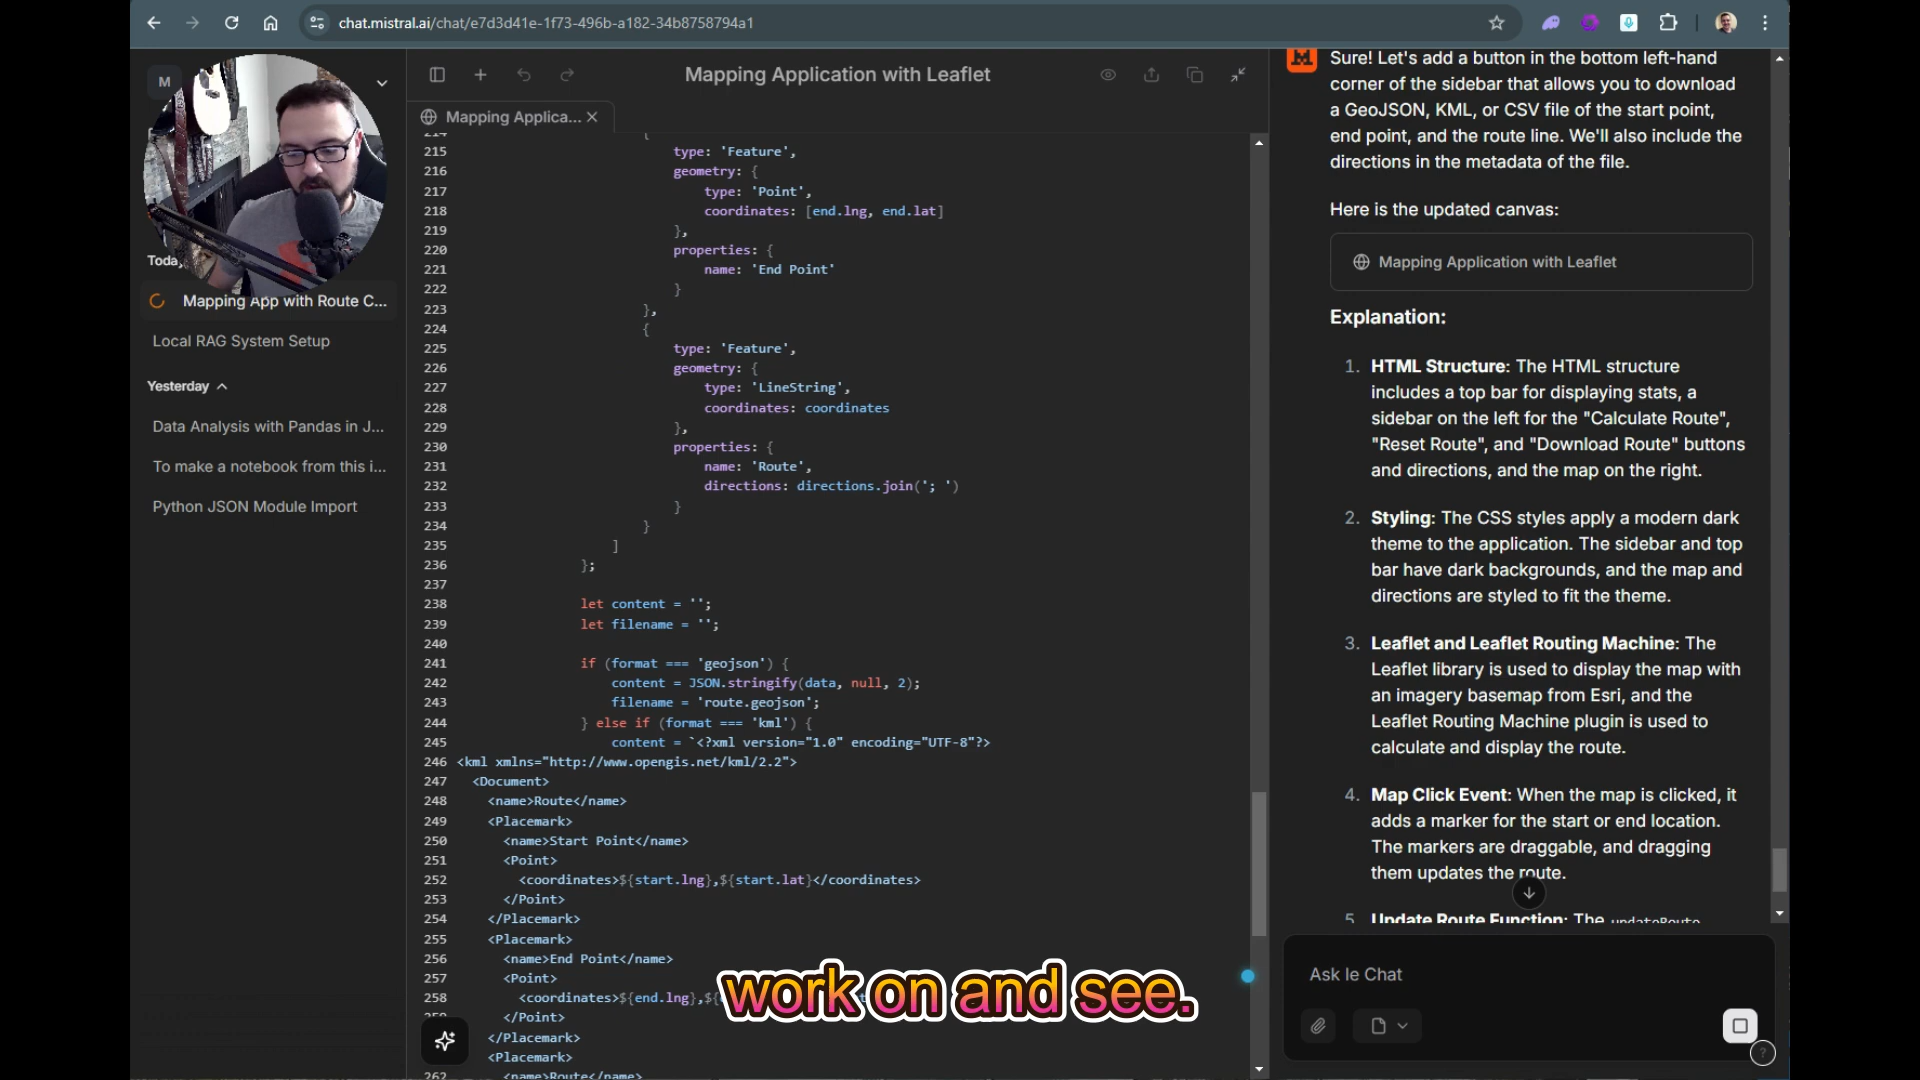 chat.mistral.ai/chat/e7d3d41e-1f73-496b-a182-34b8758794a1
M
Today
Mapping App with Route C...
Local RAG System Setup
Yesterday
Data Analysis with Pandas in J...
To make a notebook from this i...
Python JSON Module Import
Mapping Application with Leaflet
Mapping Applica...
214 {
215 type: 'Feature',
216 geometry: {
217 type: 'Point',
218 coordinates: [end.lng, end.lat]
219 },
220 properties: {
221 name: 'End Point'
222 }
223 },
224 {
225 type: 'Feature',
226 geometry: {
227 type: 'LineString',
228 coordinates: coordinates
229 },
230 properties: {
231 name: 'Route',
232 directions: directions.join('; ')
233 }
234 }
235 ]
236 };
237
238 let content = '';
239 let filename = '';
240
241 if (format === 'geojson') {
242 content = JSON.stringify(data, null, 2);
243 filename = 'route.geojson';
244 } else if (format === 'kml') {
245 content = `<?xml version="1.0" encoding="UTF-8"?>
246 <kml xmlns="http://www.opengis.net/kml/2.2">
247 <Document>
248 <name>Route</name>
249 <Placemark>
250 <name>Start Point</name>
251 <Point>
252 <coordinates>${start.lng},${start.lat}</coordinates>
253 </Point>
254 </Placemark>
255 <Placemark>
256 <name>End Point</name>
257 <Point>
258 <coordinates>${end.lng},${
259 </Point>
</Placemark>
<Placemark>
262 <name>Route</name>
work on and see.
Sure! Let's add a button in the bottom left-hand
corner of the sidebar that allows you to download
a GeoJSON, KML, or CSV file of the start point,
end point, and the route line. We'll also include the
directions in the metadata of the file.
Here is the updated canvas:
Mapping Application with Leaflet
Explanation:
1. HTML Structure: The HTML structure
includes a top bar for displaying stats, a
sidebar on the left for the "Calculate Route",
"Reset Route", and "Download Route" buttons
and directions, and the map on the right.
2. Styling: The CSS styles apply a modern dark
theme to the application. The sidebar and top
bar have dark backgrounds, and the map and
directions are styled to fit the theme.
3. Leaflet and Leaflet Routing Machine: The
Leaflet library is used to display the map with
an imagery basemap from Esri, and the
Leaflet Routing Machine plugin is used to
calculate and display the route.
4. Map Click Event: When the map is clicked, it
adds a marker for the start or end location.
The markers are draggable, and dragging
them updates the route.
5. Update Route Function: The updateRoute
Ask le Chat
?